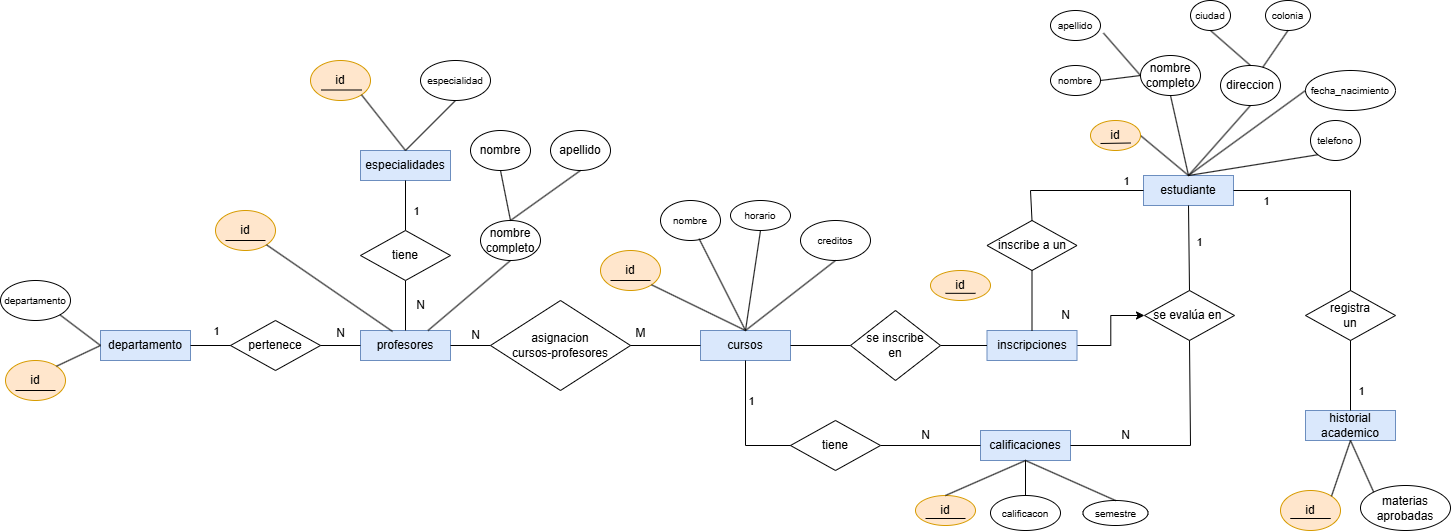 apellido
ciudad
colonia
nombre
nombre
completo
direccion
fecha_nacimiento
id
telefono
estudiante
id
especialidad
especialidades
nombre
apellido
nombre
completo
id
1
tiene
N
departamento
departamento
id
1
pertenece
N
profesores
N
asignacion
cursos-profesores
M
nombre
horario
creditos
id
cursos
se inscribe
en
id
inscripciones
1
inscribe a un
N
1
se evalúa en
1
registra
un
1
historial
academico
id
materias
aprobadas
1
tiene
N
calificaciones
N
id
calificacon
semestre